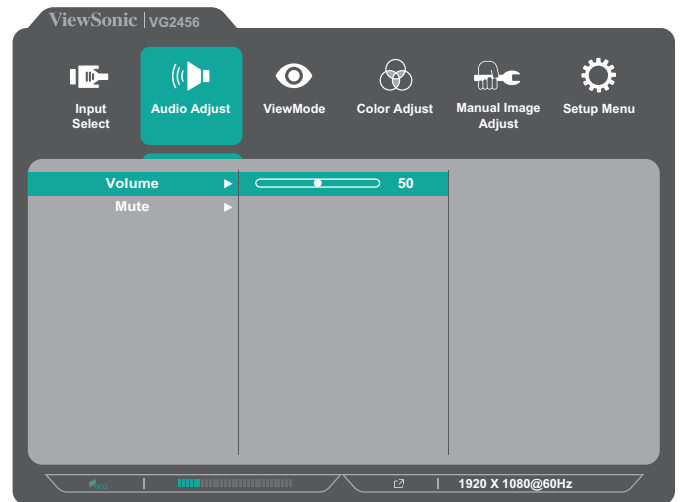 ViewSonic | VG2456
Input
Select
Audio Adjust
ViewMode
Color Adjust
Manual Image
Adjust
Setup Menu
Volume
50
Mute
eco
1920 X 1080@60Hz